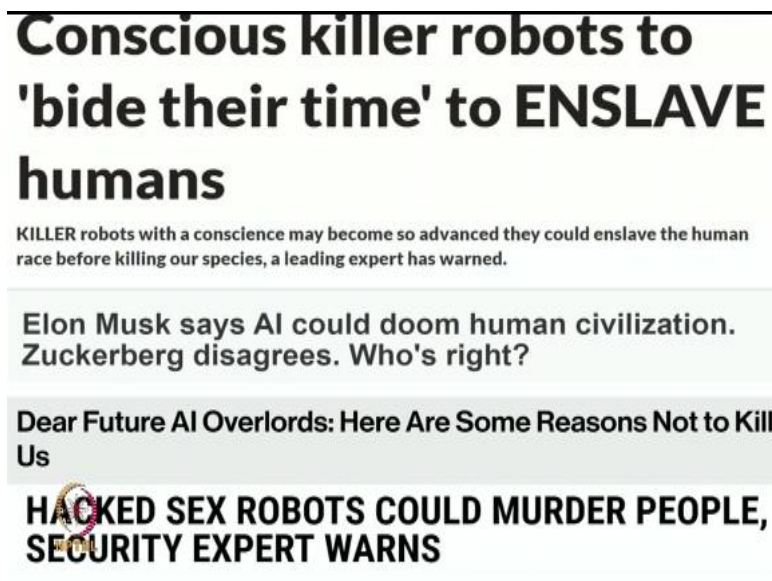 Conscious killer robots to
'bide their time' to ENSLAVE
humans
KILLER robots with a conscience may become so advanced they could enslave the human
race before killing our species, a leading expert has warned.
Elon Musk says AI could doom human civilization.
Zuckerberg disagrees. Who's right?
Dear Future AI Overlords: Here Are Some Reasons Not to Kill
Us
HACKED SEX ROBOTS COULD MURDER PEOPLE,
SECURITY EXPERT WARNS